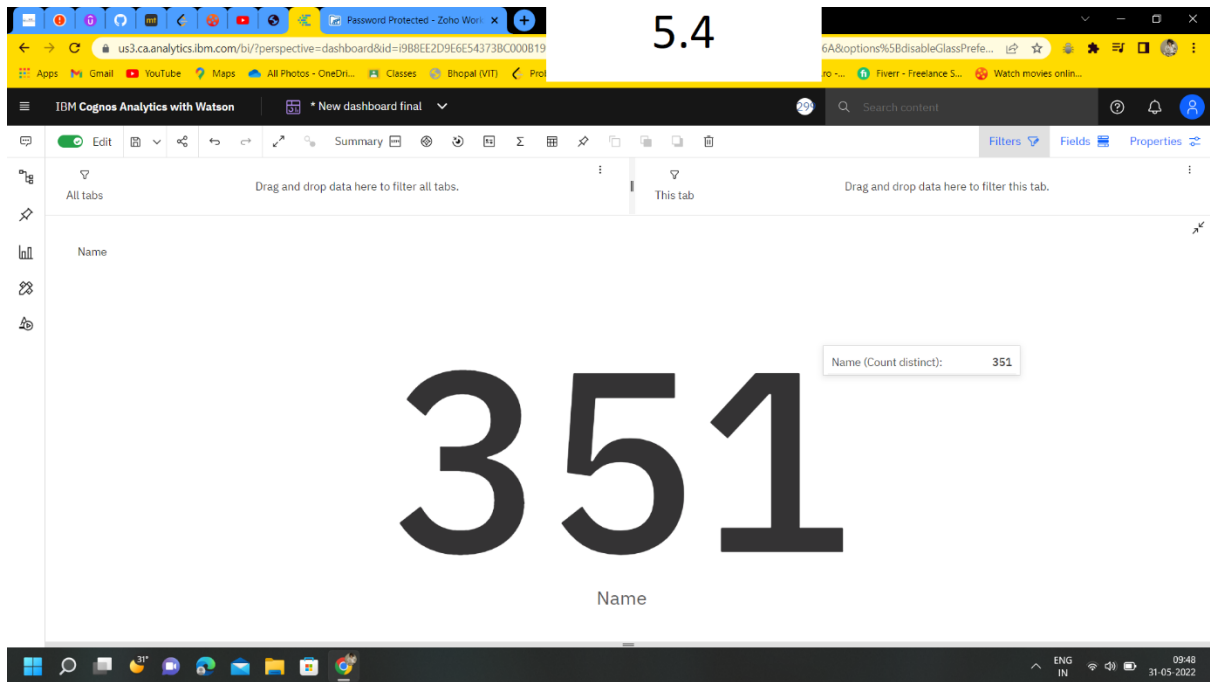 Password Protected - Zoho Work
5.4
us3.ca.analytics.ibm.com/bi/?perspective=dashboard&id=i9B8EE2D9E6E54373BC000B19
6A&options%5BdisableGlassPrefe...
Apps Gmail YouTube Maps All Photos - OneDri... Classes Bhopal (VIT) Prof
ro -... Fiverr - Freelance S... Watch movies onlin...
IBM Cognos Analytics with Watson * New dashboard final 299 Search content
Edit Summary Filters Fields Properties
All tabs Drag and drop data here to filter all tabs. This tab Drag and drop data here to filter this tab.
Name
Name (Count distinct): 351
351
Name
31°
ENG
IN
09:48
31-05-2022